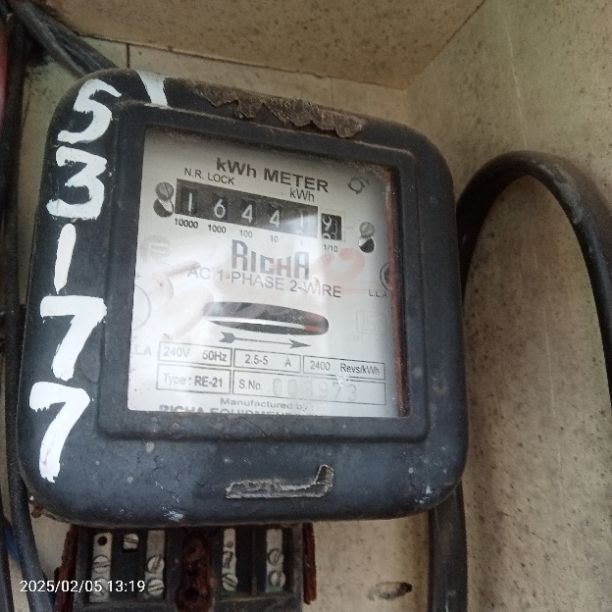 53177
kWh METER
N.R. LOCK
kWh
1 6 4 4 1
10000 1000 100 10 1 1/10
RICHA
AC 1-PHASE 2-WIRE
240V 50Hz 2.5-5 A 2400 Revs/kWh
Type : RE-21 S.No.
Manufactured by :
2025/02/05 13:19